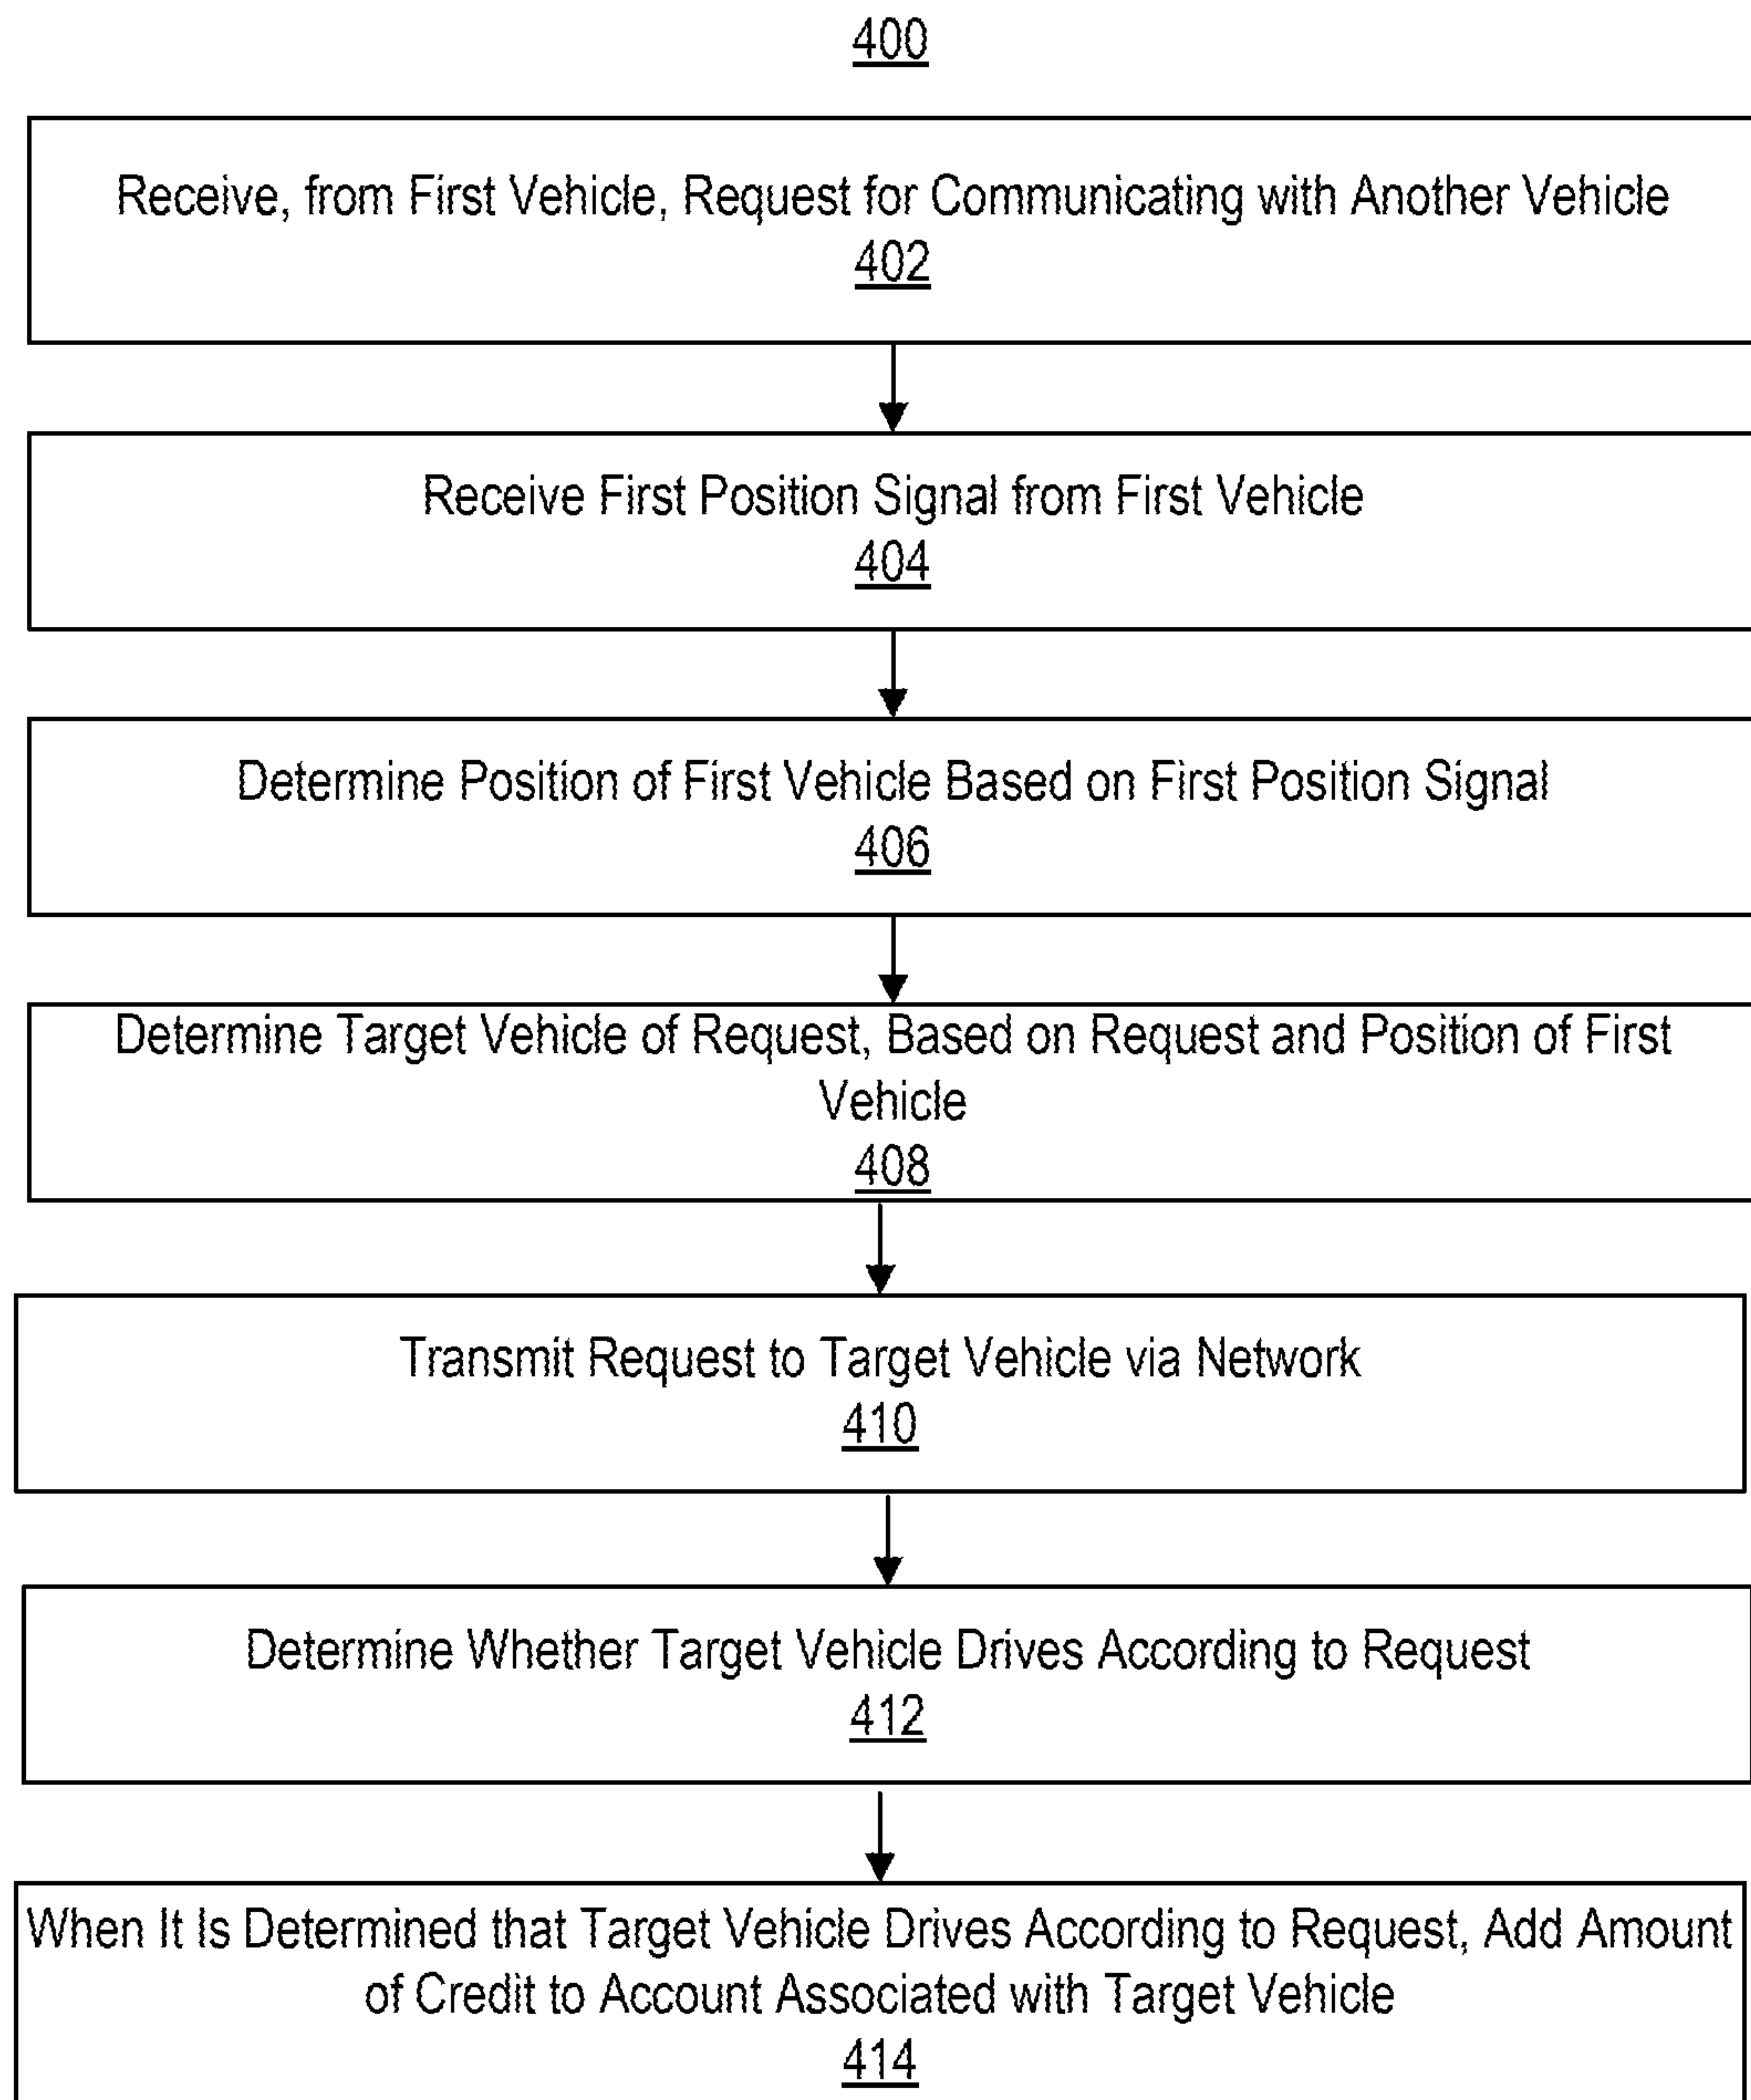 400
Receive, from First Vehicle, Request for Communicating with Another Vehicle
402
Receive First Position Signal from First Vehicle
404
Determine Position of First Vehicle Based on First Position Signal
406
Determine Target Vehicle of Request, Based on Request and Position of First
Vehicle
408
Transmit Request to Target Vehicle via Network
410
Determine Whether Target Vehicle Drives According to Request
412
When It Is Determined that Target Vehicle Drives According to Request, Add Amount
of Credit to Account Associated with Target Vehicle
414